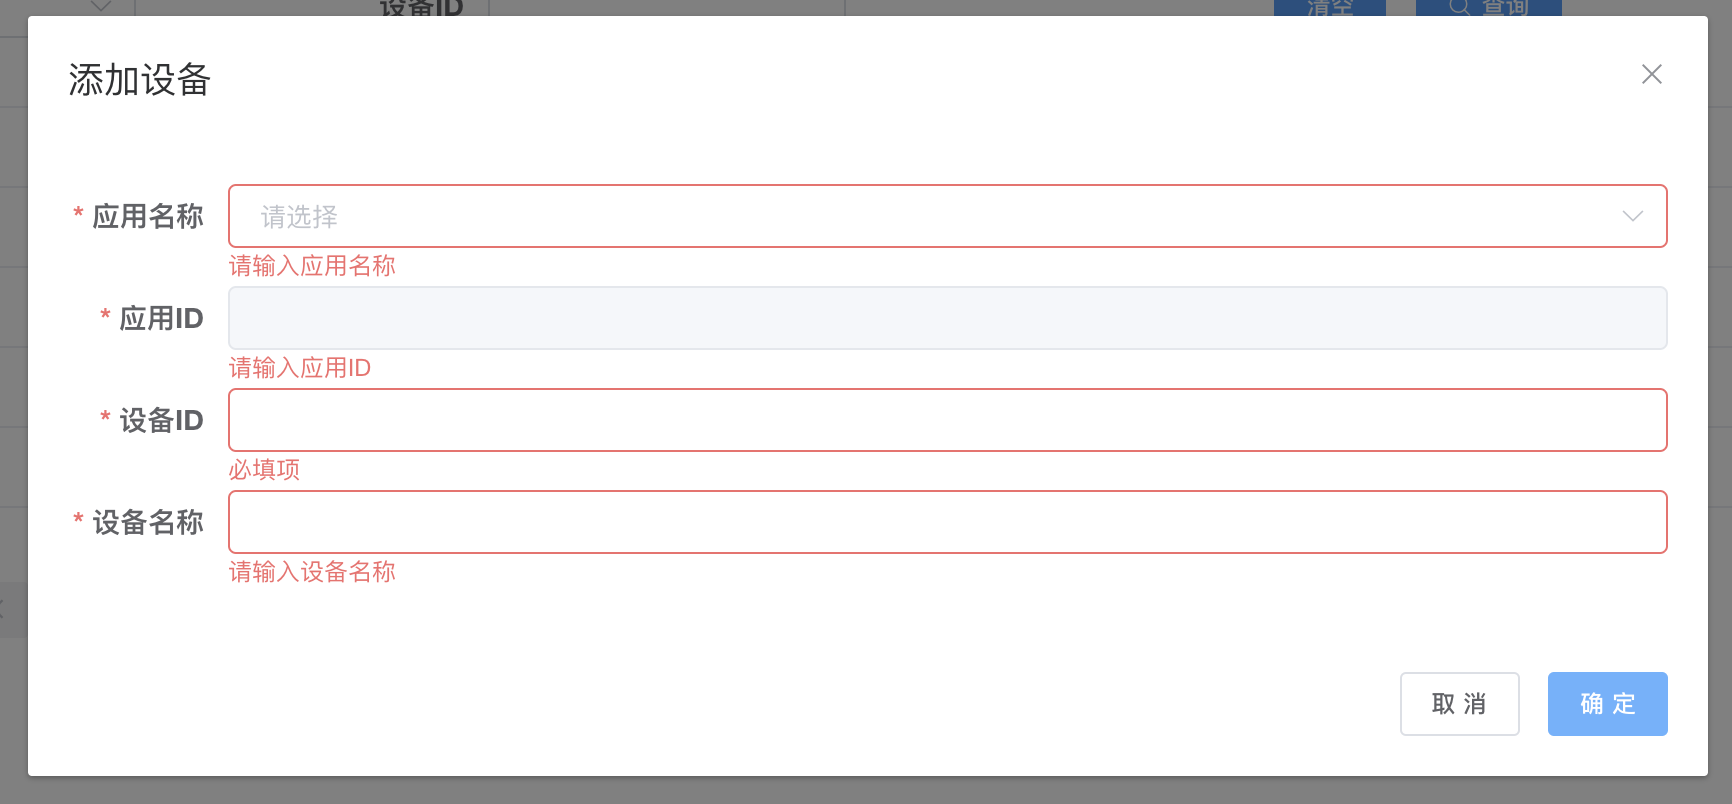 设备ID
清空
查询
添加设备
* 应用名称
请选择
请输入应用名称
* 应用ID
请输入应用ID
* 设备ID
必填项
* 设备名称
请输入设备名称
取 消
确 定